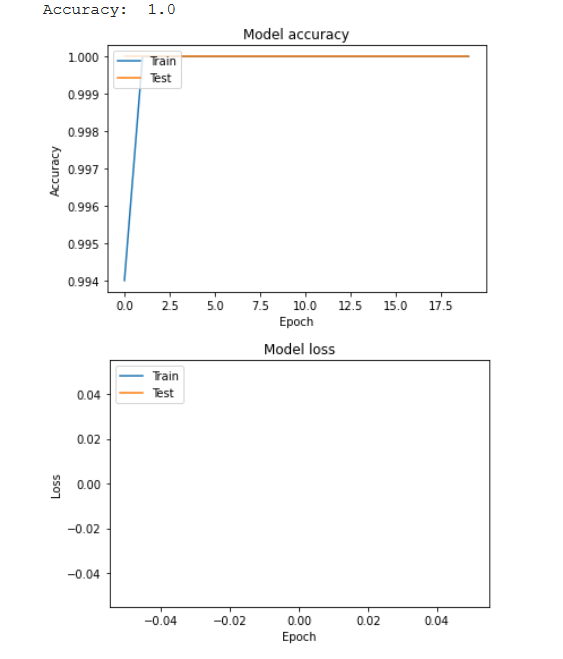 Accuracy: 1.0
Model accuracy
1.000
0.999
0.998
0.997
0.996
0.995
0.994
Train
Test
Accuracy
0.0 2.5 5.0 7.5 10.0 12.5 15.0 17.5
Epoch
Model loss
0.04
0.02
0.00
−0.02
−0.04
Train
Test
Loss
−0.04 −0.02 0.00 0.02 0.04
Epoch